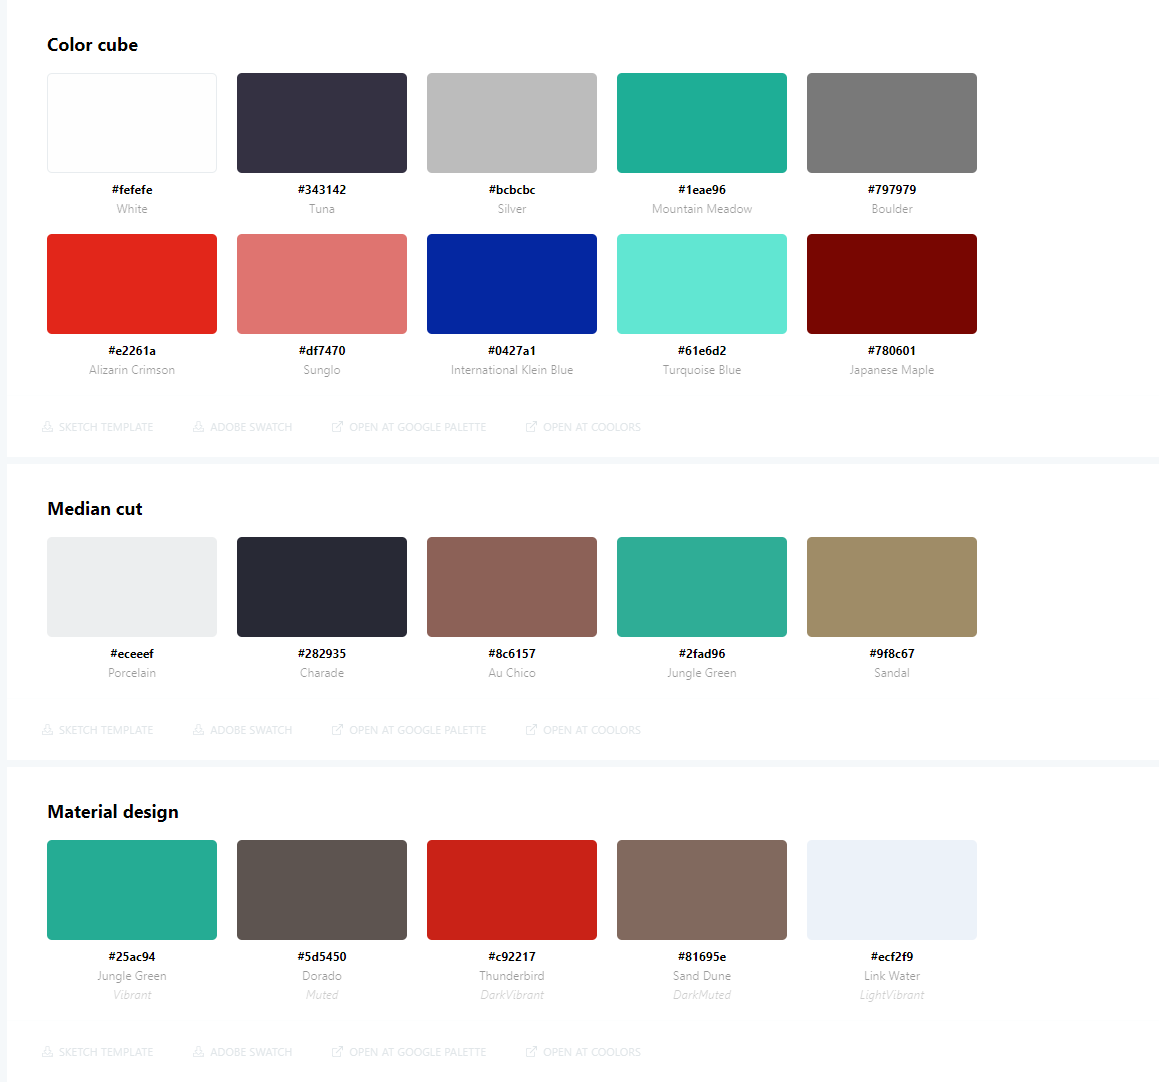 Color cube
#fefefe #343142 #bcbcbc #1eae96 #797979
White Tuna Silver Mountain Meadow Boulder
#e2261a #df7470 #0427a1 #61e6d2 #780601
Alizarin Crimson Sunglo International Klein Blue Turquoise Blue Japanese Maple
SKETCH TEMPLATE ADOBE SWATCH OPEN AT GOOGLE PALETTE OPEN AT COOLORS
Median cut
#eceeef #282935 #8c6157 #2fad96 #9f8c67
Porcelain Charade Au Chico Jungle Green Sandal
SKETCH TEMPLATE ADOBE SWATCH OPEN AT GOOGLE PALETTE OPEN AT COOLORS
Material design
#25ac94 #5d5450 #c92217 #81695e #ecf2f9
Jungle Green Dorado Thunderbird Sand Dune Link Water
Vibrant Muted DarkVibrant DarkMuted LightVibrant
SKETCH TEMPLATE ADOBE SWATCH OPEN AT GOOGLE PALETTE OPEN AT COOLORS